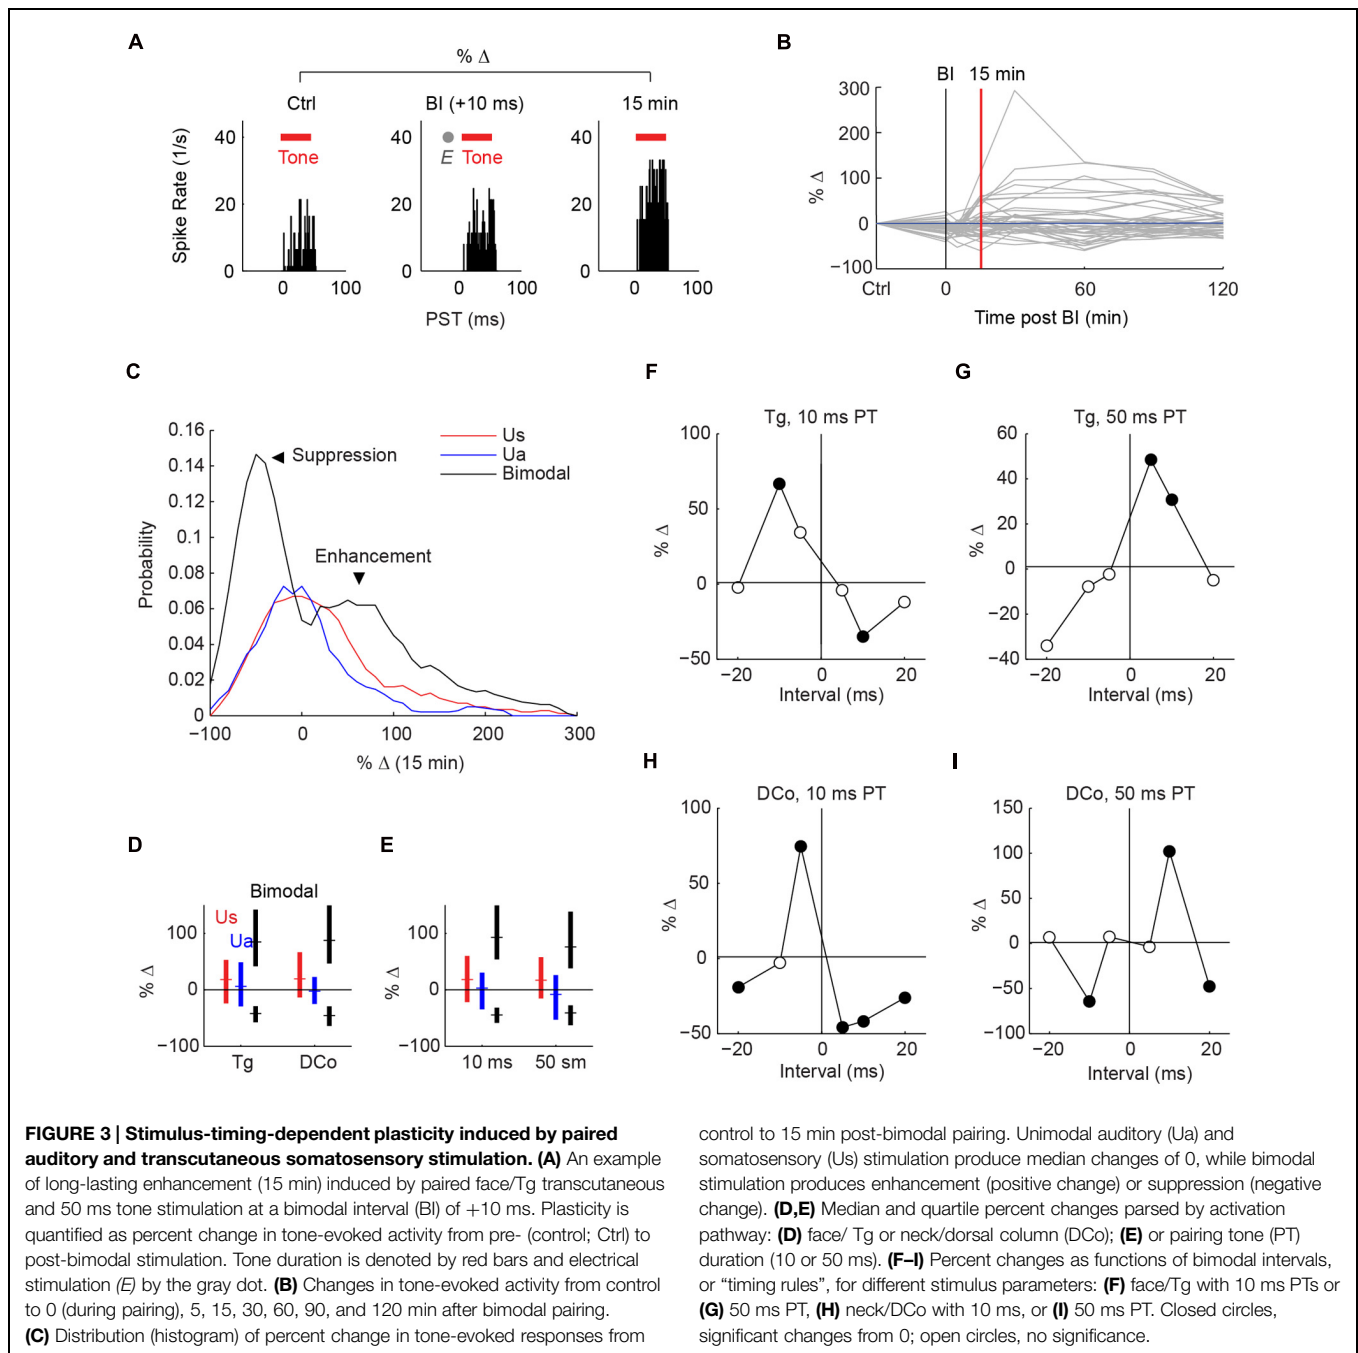 A
% Δ
Ctrl
BI (+10 ms)
15 min
Spike Rate (1/s)
40
20
0
Tone
0
100
40
20
0
E
Tone
0
100
40
20
0
0
100
PST (ms)
B
BI
15 min
% Δ
300
200
100
0
−100
Ctrl
0
60
120
Time post BI (min)
C
Probability
0.16
0.14
0.12
0.1
0.08
0.06
0.04
0.02
0
Suppression
Enhancement
Us
Ua
Bimodal
−100
0
100
200
300
% Δ (15 min)
F
Tg, 10 ms PT
% Δ
100
50
0
−50
−20
0
20
Interval (ms)
G
Tg, 50 ms PT
% Δ
60
40
20
0
−20
−40
−20
0
20
Interval (ms)
D
Bimodal
Us
Ua
% Δ
100
0
−100
Tg
DCo
E
% Δ
100
0
−100
10 ms
50 sm
H
DCo, 10 ms PT
% Δ
100
50
0
−50
−20
0
20
Interval (ms)
I
DCo, 50 ms PT
% Δ
150
100
50
0
−50
−100
−20
0
20
Interval (ms)
FIGURE 3 | Stimulus-timing-dependent plasticity induced by paired
auditory and transcutaneous somatosensory stimulation. (A) An example
of long-lasting enhancement (15 min) induced by paired face/Tg transcutaneous
and 50 ms tone stimulation at a bimodal interval (BI) of +10 ms. Plasticity is
quantified as percent change in tone-evoked activity from pre- (control; Ctrl) to
post-bimodal stimulation. Tone duration is denoted by red bars and electrical
stimulation (E) by the gray dot. (B) Changes in tone-evoked activity from control
to 0 (during pairing), 5, 15, 30, 60, 90, and 120 min after bimodal pairing.
(C) Distribution (histogram) of percent change in tone-evoked responses from
control to 15 min post-bimodal pairing. Unimodal auditory (Ua) and
somatosensory (Us) stimulation produce median changes of 0, while bimodal
stimulation produces enhancement (positive change) or suppression (negative
change). (D,E) Median and quartile percent changes parsed by activation
pathway: (D) face/ Tg or neck/dorsal column (DCo); (E) or pairing tone (PT)
duration (10 or 50 ms). (F–I) Percent changes as functions of bimodal intervals,
or “timing rules”, for different stimulus parameters: (F) face/Tg with 10 ms PTs or
(G) 50 ms PT, (H) neck/DCo with 10 ms, or (I) 50 ms PT. Closed circles,
significant changes from 0; open circles, no significance.